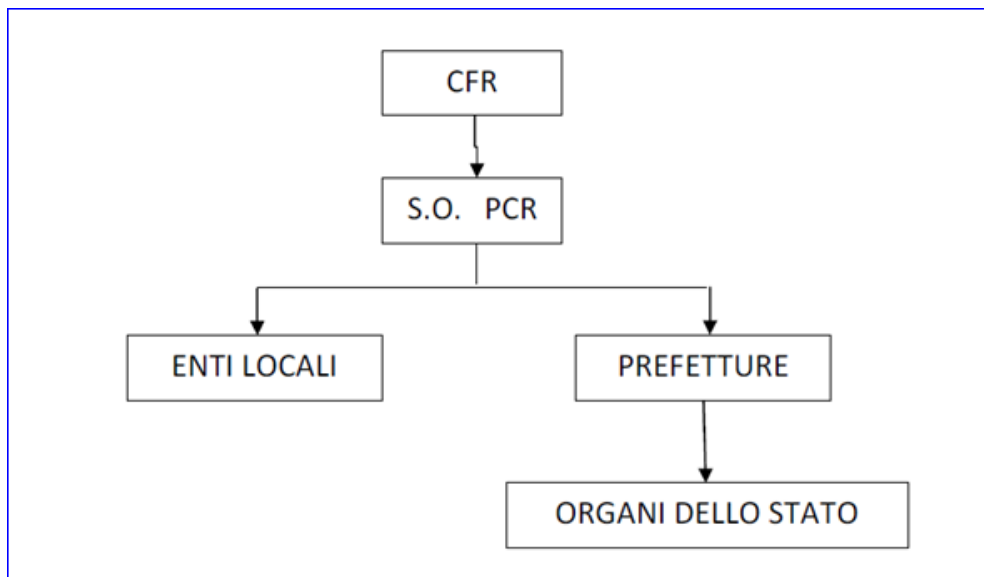 CFR
S.O. PCR
ENTI LOCALI
PREFETTURE
ORGANI DELLO STATO